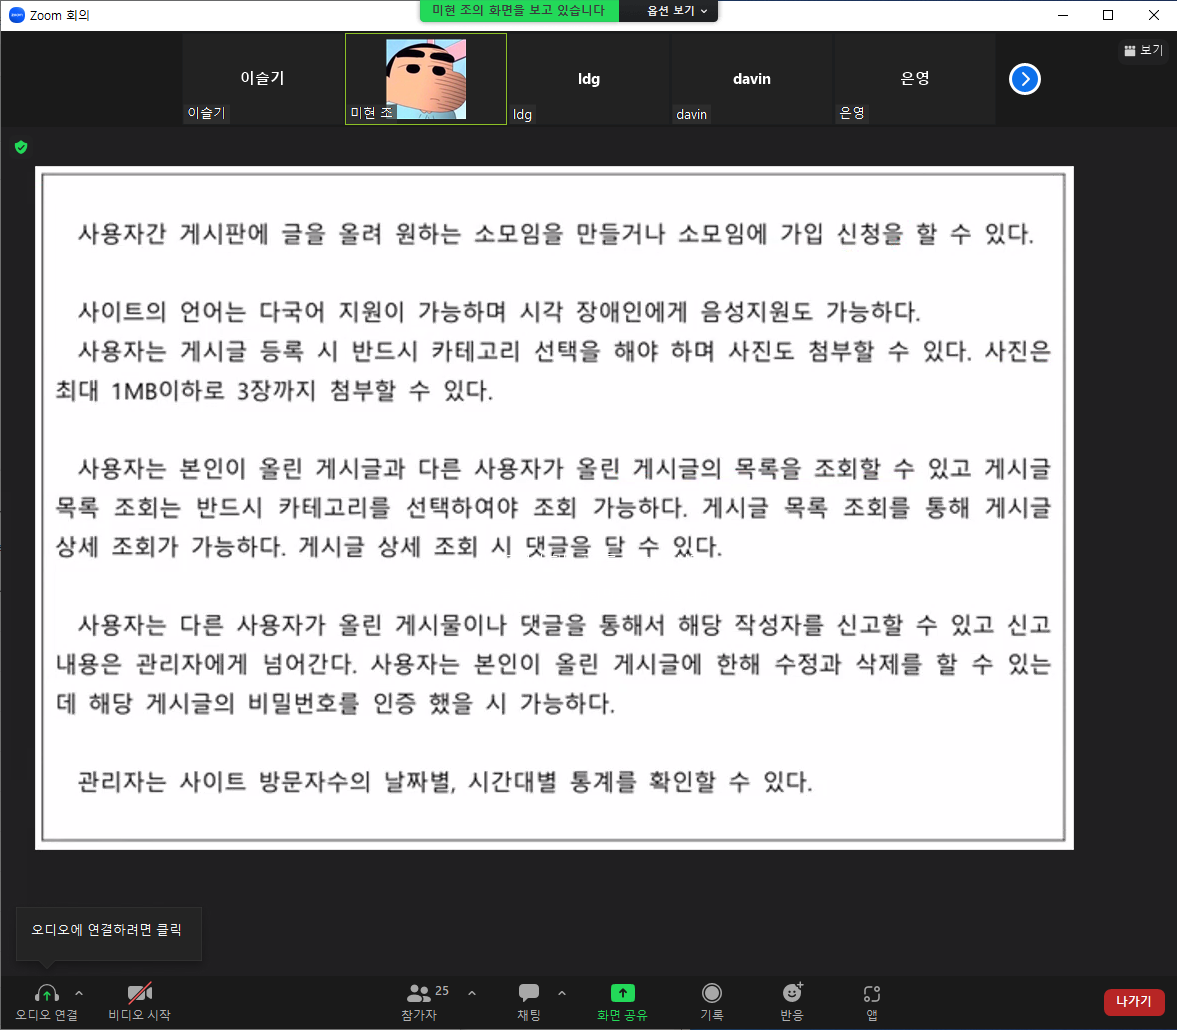 zoom Zoom 회의
미현 조의 화면을 보고 있습니다 옵션 보기
이슬기
이슬기
미현 조
ldg
ldg
davin
davin
은영
은영
보기
사용자간 게시판에 글을 올려 원하는 소모임을 만들거나 소모임에 가입 신청을 할 수 있다.
사이트의 언어는 다국어 지원이 가능하며 시각 장애인에게 음성지원도 가능하다.
사용자는 게시글 등록 시 반드시 카테고리 선택을 해야 하며 사진도 첨부할 수 있다. 사진은
최대 1MB이하로 3장까지 첨부할 수 있다.
사용자는 본인이 올린 게시글과 다른 사용자가 올린 게시글의 목록을 조회할 수 있고 게시글
목록 조회는 반드시 카테고리를 선택하여야 조회 가능하다. 게시글 목록 조회를 통해 게시글
상세 조회가 가능하다. 게시글 상세 조회 시 댓글을 달 수 있다.
사용자는 다른 사용자가 올린 게시물이나 댓글을 통해서 해당 작성자를 신고할 수 있고 신고
내용은 관리자에게 넘어간다. 사용자는 본인이 올린 게시글에 한해 수정과 삭제를 할 수 있는
데 해당 게시글의 비밀번호를 인증 했을 시 가능하다.
관리자는 사이트 방문자수의 날짜별, 시간대별 통계를 확인할 수 있다.
오디오에 연결하려면 클릭
오디오 연결
비디오 시작
25
참가자
채팅
화면 공유
기록
반응
앱
나가기